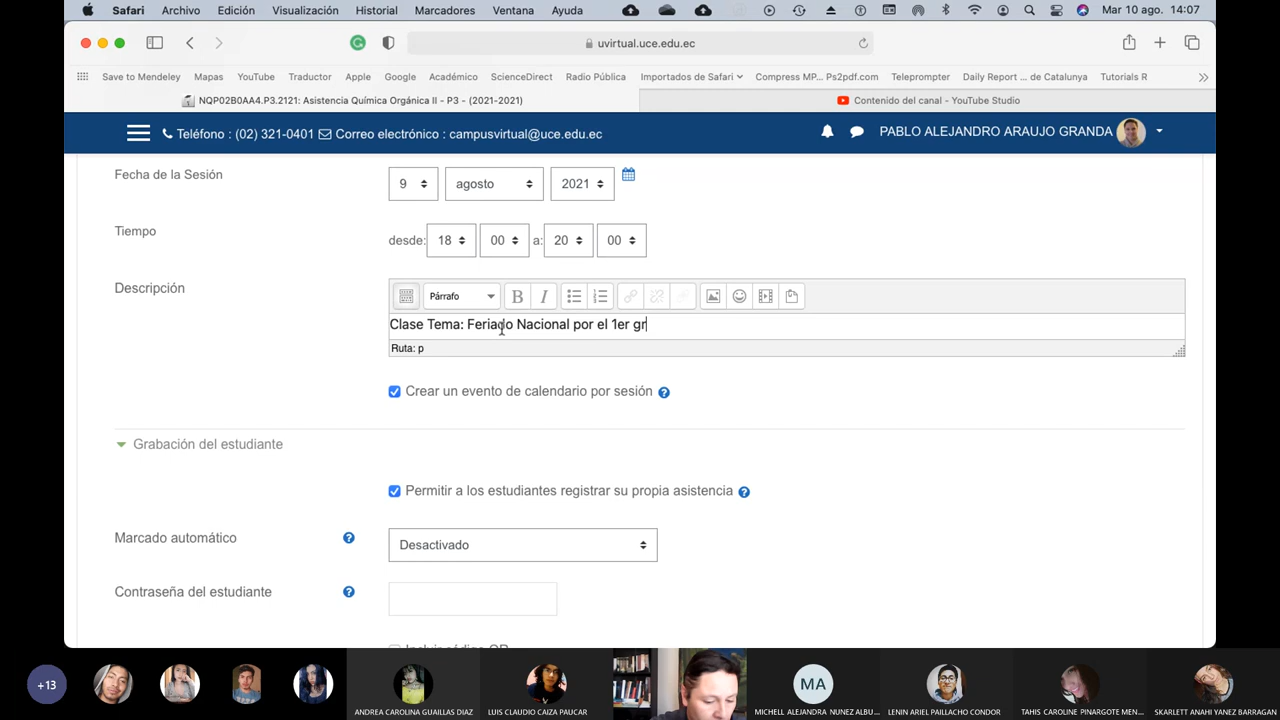 Safari Archivo Edición Visualización Historial Marcadores Ventana Ayuda Mar 10 ago. 14:07
uvirtual.uce.edu.ec
Save to Mendeley Mapas YouTube Traductor Apple Google Académico ScienceDirect Radio Pública Importados de Safari Compress MP... Ps2pdf.com Teleprompter Daily Report ... de Catalunya Tutorials R
NQP02B0AA4.P3.2121: Asistencia Química Orgánica II - P3 - (2021-2021) Contenido del canal - YouTube Studio
Teléfono : (02) 321-0401 Correo electrónico : campusvirtual@uce.edu.ec PABLO ALEJANDRO ARAUJO GRANDA
Fecha de la Sesión 9 agosto 2021
Tiempo desde: 18 00 a: 20 00
Descripción
Párrafo B I
Clase Tema: Feriado Nacional por el 1er gr
Ruta: p
Crear un evento de calendario por sesión
Grabación del estudiante
Permitir a los estudiantes registrar su propia asistencia
Marcado automático Desactivado
Contraseña del estudiante
+13 MA
ANDREA CAROLINA GUAILLAS DIAZ LUIS CLAUDIO CAIZA PAUCAR MICHELL ALEJANDRA NUNEZ ALBU... LENIN ARIEL PAILLACHO CONDOR TAHIS CAROLINE PINARGOTE MEN... SKARLETT ANAHI YANEZ BARRAGAN